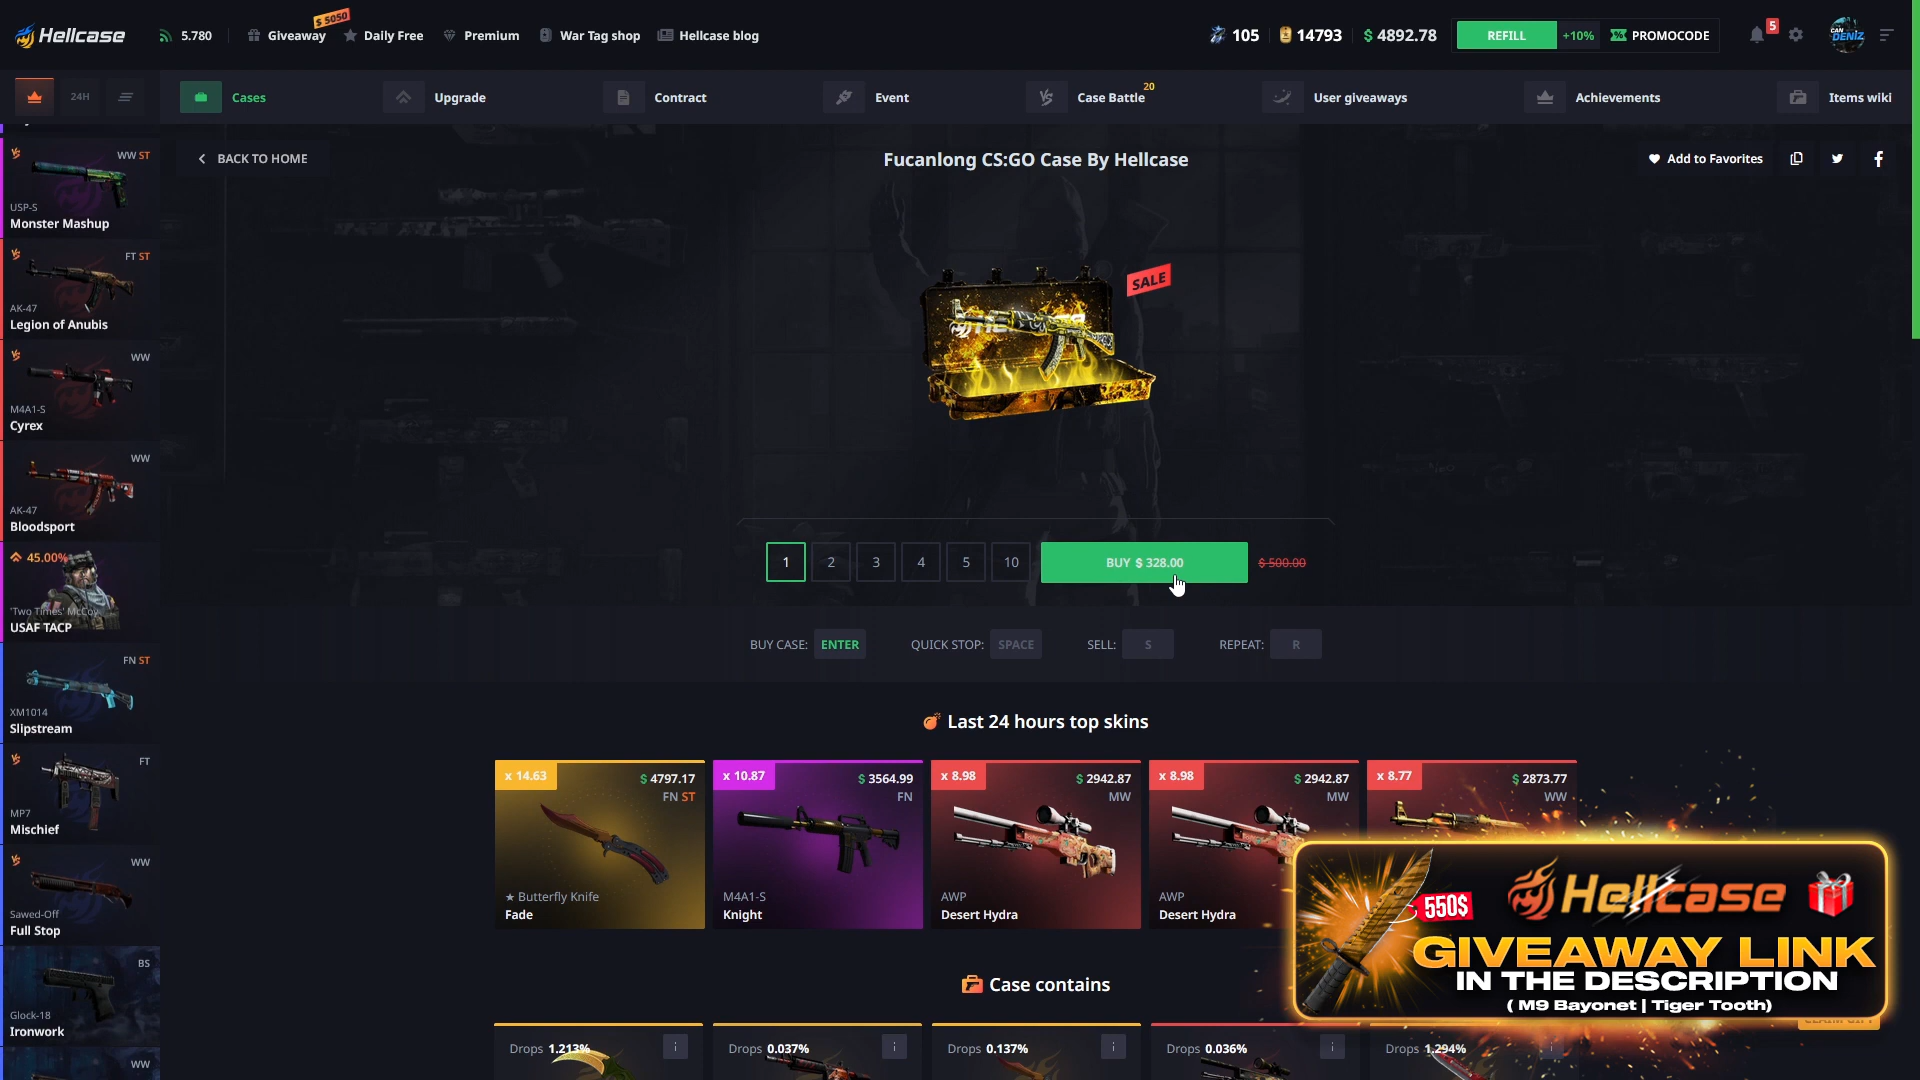 Hellcase
5.780
$ 5050
Giveaway
Daily Free
Premium
War Tag shop
Hellcase blog
105
14793
$ 4892.78
REFILL
+10%
PROMOCODE
5
CAN
DENİZ
24H
Cases
Upgrade
Contract
Event
Case Battle
20
User giveaways
Achievements
Items wiki
BACK TO HOME
Fucanlong CS:GO Case By Hellcase
Add to Favorites
SALE
WW ST
USP-S
Monster Mashup
FT ST
AK-47
Legion of Anubis
WW
M4A1-S
Cyrex
WW
AK-47
Bloodsport
45.00%
'Two Times' McCoy
USAF TACP
FN ST
XM1014
Slipstream
FT
MP7
Mischief
WW
Sawed-Off
Full Stop
BS
Glock-18
Ironwork
WW
1
2
3
4
5
10
BUY $ 328.00
$ 500.00
BUY CASE: ENTER
QUICK STOP: SPACE
SELL: S
REPEAT: R
Last 24 hours top skins
x 14.63
$ 4797.17
FN ST
★ Butterfly Knife
Fade
x 10.87
$ 3564.99
FN
M4A1-S
Knight
x 8.98
$ 2942.87
MW
AWP
Desert Hydra
x 8.98
$ 2942.87
MW
AWP
Desert Hydra
x 8.77
$ 2873.77
WW
550$
Hellcase
GIVEAWAY LINK
IN THE DESCRIPTION
( M9 Bayonet | Tiger Tooth)
Case contains
Drops 1.213%
i
Drops 0.037%
i
Drops 0.137%
i
Drops 0.036%
i
Drops 1.294%
i